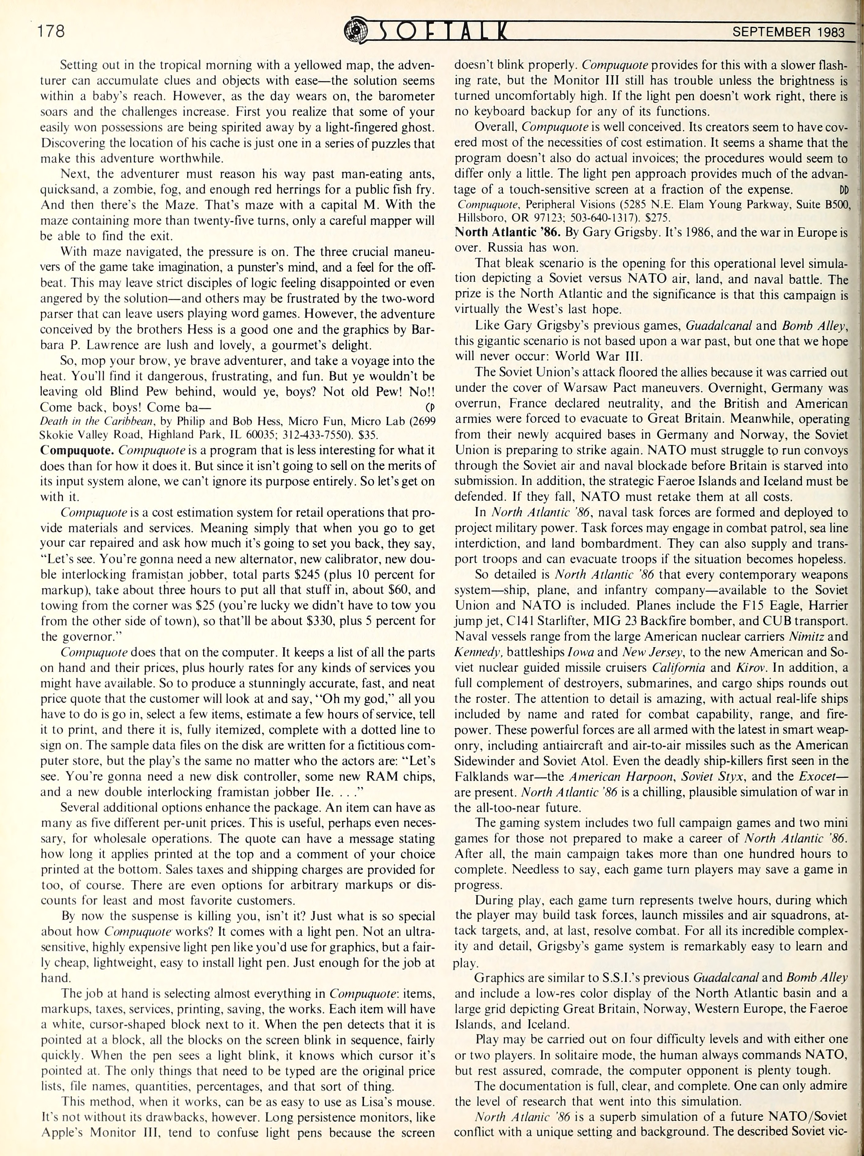 178
SOFTALK
SEPTEMBER 1983
Setting out in the tropical morning with a yellowed map, the adven-
turer can accumulate clues and objects with ease—the solution seems
within a baby's reach. However, as the day wears on, the barometer
soars and the challenges increase. First you realize that some of your
easily won possessions are being spirited away by a light-fingered ghost.
Discovering the location of his cache is just one in a series of puzzles that
make this adventure worthwhile.
Next, the adventurer must reason his way past man-eating ants,
quicksand, a zombie, fog, and enough red herrings for a public fish fry.
And then there's the Maze. That's maze with a capital M. With the
maze containing more than twenty-five turns, only a careful mapper will
be able to find the exit.
With maze navigated, the pressure is on. The three crucial maneu-
vers of the game take imagination, a punster's mind, and a feel for the off-
beat. This may leave strict disciples of logic feeling disappointed or even
angered by the solution—and others may be frustrated by the two-word
parser that can leave users playing word games. However, the adventure
conceived by the brothers Hess is a good one and the graphics by Bar-
bara P. Lawrence are lush and lovely, a gourmet's delight.
So, mop your brow, ye brave adventurer, and take a voyage into the
heat. You'll find it dangerous, frustrating, and fun. But ye wouldn't be
leaving old Blind Pew behind, would ye, boys? Not old Pew! No!!
Come back, boys! Come ba—
Death in the Caribbean, by Philip and Bob Hess, Micro Fun, Micro Lab (2699
Skokie Valley Road, Highland Park, IL 60035; 312-433-7550). $35.
Compuquote. Compuquote is a program that is less interesting for what it
does than for how it does it. But since it isn't going to sell on the merits of
its input system alone, we can't ignore its purpose entirely. So let's get on
with it.
Compuquote is a cost estimation system for retail operations that pro-
vide materials and services. Meaning simply that when you go to get
your car repaired and ask how much it's going to set you back, they say,
"Let's see. You're gonna need a new alternator, new calibrator, new dou-
ble interlocking framistan jobber, total parts $245 (plus 10 percent for
markup), take about three hours to put all that stuff in, about $60, and
towing from the corner was $25 (you're lucky we didn't have to tow you
from the other side of town), so that'll be about $330, plus 5 percent for
the governor."
Compuquote does that on the computer. It keeps a list of all the parts
on hand and their prices, plus hourly rates for any kinds of services you
might have available. So to produce a stunningly accurate, fast, and neat
price quote that the customer will look at and say, "Oh my god," all you
have to do is go in, select a few items, estimate a few hours of service, tell
it to print, and there it is, fully itemized, complete with a dotted line to
sign on. The sample data files on the disk are written for a fictitious com-
puter store, but the play's the same no matter who the actors are: "Let's
see. You're gonna need a new disk controller, some new RAM chips,
and a new double interlocking framistan jobber IIe. . . ."
Several additional options enhance the package. An item can have as
many as five different per-unit prices. This is useful, perhaps even neces-
sary, for wholesale operations. The quote can have a message stating
how long it applies printed at the top and a comment of your choice
printed at the bottom. Sales taxes and shipping charges are provided for
too, of course. There are even options for arbitrary markups or dis-
counts for least and most favorite customers.
By now the suspense is killing you, isn't it? Just what is so special
about how Compuquote works? It comes with a light pen. Not an ultra-
sensitive, highly expensive light pen like you'd use for graphics, but a fair-
ly cheap, lightweight, easy to install light pen. Just enough for the job at
hand.
The job at hand is selecting almost everything in Compuquote: items,
markups, taxes, services, printing, saving, the works. Each item will have
a white, cursor-shaped block next to it. When the pen detects that it is
pointed at a block, all the blocks on the screen blink in sequence, fairly
quickly. When the pen sees a light blink, it knows which cursor it's
pointed at. The only things that need to be typed are the original price
lists, file names, quantities, percentages, and that sort of thing.
This method, when it works, can be as easy to use as Lisa's mouse.
It's not without its drawbacks, however. Long persistence monitors, like
Apple's Monitor III, tend to confuse light pens because the screen
doesn't blink properly. Compuquote provides for this with a slower flash-
ing rate, but the Monitor III still has trouble unless the brightness is
turned uncomfortably high. If the light pen doesn't work right, there is
no keyboard backup for any of its functions.
Overall, Compuquote is well conceived. Its creators seem to have cov-
ered most of the necessities of cost estimation. It seems a shame that the
program doesn't also do actual invoices; the procedures would seem to
differ only a little. The light pen approach provides much of the advan-
tage of a touch-sensitive screen at a fraction of the expense.
Compuquote, Peripheral Visions (5285 N.E. Elam Young Parkway, Suite B500,
Hillsboro, OR 97123; 503-640-1317). $275.
North Atlantic '86. By Gary Grigsby. It's 1986, and the war in Europe is
over. Russia has won.
That bleak scenario is the opening for this operational level simula-
tion depicting a Soviet versus NATO air, land, and naval battle. The
prize is the North Atlantic and the significance is that this campaign is
virtually the West's last hope.
Like Gary Grigsby's previous games, Guadalcanal and Bomb Alley,
this gigantic scenario is not based upon a war past, but one that we hope
will never occur: World War III.
The Soviet Union's attack floored the allies because it was carried out
under the cover of Warsaw Pact maneuvers. Overnight, Germany was
overrun, France declared neutrality, and the British and American
armies were forced to evacuate to Great Britain. Meanwhile, operating
from their newly acquired bases in Germany and Norway, the Soviet
Union is preparing to strike again. NATO must struggle to run convoys
through the Soviet air and naval blockade before Britain is starved into
submission. In addition, the strategic Faeroe Islands and Iceland must be
defended. If they fall, NATO must retake them at all costs.
In North Atlantic '86, naval task forces are formed and deployed to
project military power. Task forces may engage in combat patrol, sea line
interdiction, and land bombardment. They can also supply and trans-
port troops and can evacuate troops if the situation becomes hopeless.
So detailed is North Atlantic '86 that every contemporary weapons
system—ship, plane, and infantry company—available to the Soviet
Union and NATO is included. Planes include the F15 Eagle, Harrier
jump jet, C141 Starlifter, MIG 23 Backfire bomber, and CUB transport.
Naval vessels range from the large American nuclear carriers Nimitz and
Kennedy, battleships Iowa and New Jersey, to the new American and So-
viet nuclear guided missile cruisers California and Kirov. In addition, a
full complement of destroyers, submarines, and cargo ships rounds out
the roster. The attention to detail is amazing, with actual real-life ships
included by name and rated for combat capability, range, and fire-
power. These powerful forces are all armed with the latest in smart weap-
onry, including antiaircraft and air-to-air missiles such as the American
Sidewinder and Soviet Atol. Even the deadly ship-killers first seen in the
Falklands war—the American Harpoon, Soviet Styx, and the Exocet—
are present. North Atlantic '86 is a chilling, plausible simulation of war in
the all-too-near future.
The gaming system includes two full campaign games and two mini
games for those not prepared to make a career of North Atlantic '86.
After all, the main campaign takes more than one hundred hours to
complete. Needless to say, each game turn players may save a game in
progress.
During play, each game turn represents twelve hours, during which
the player may build task forces, launch missiles and air squadrons, at-
tack targets, and, at last, resolve combat. For all its incredible complex-
ity and detail, Grigsby's game system is remarkably easy to learn and
play.
Graphics are similar to S.S.I.'s previous Guadalcanal and Bomb Alley
and include a low-res color display of the North Atlantic basin and a
large grid depicting Great Britain, Norway, Western Europe, the Faeroe
Islands, and Iceland.
Play may be carried out on four difficulty levels and with either one
or two players. In solitaire mode, the human always commands NATO,
but rest assured, comrade, the computer opponent is plenty tough.
The documentation is full, clear, and complete. One can only admire
the level of research that went into this simulation.
North Atlanic '86 is a superb simulation of a future NATO/Soviet
conflict with a unique setting and background. The described Soviet vic-